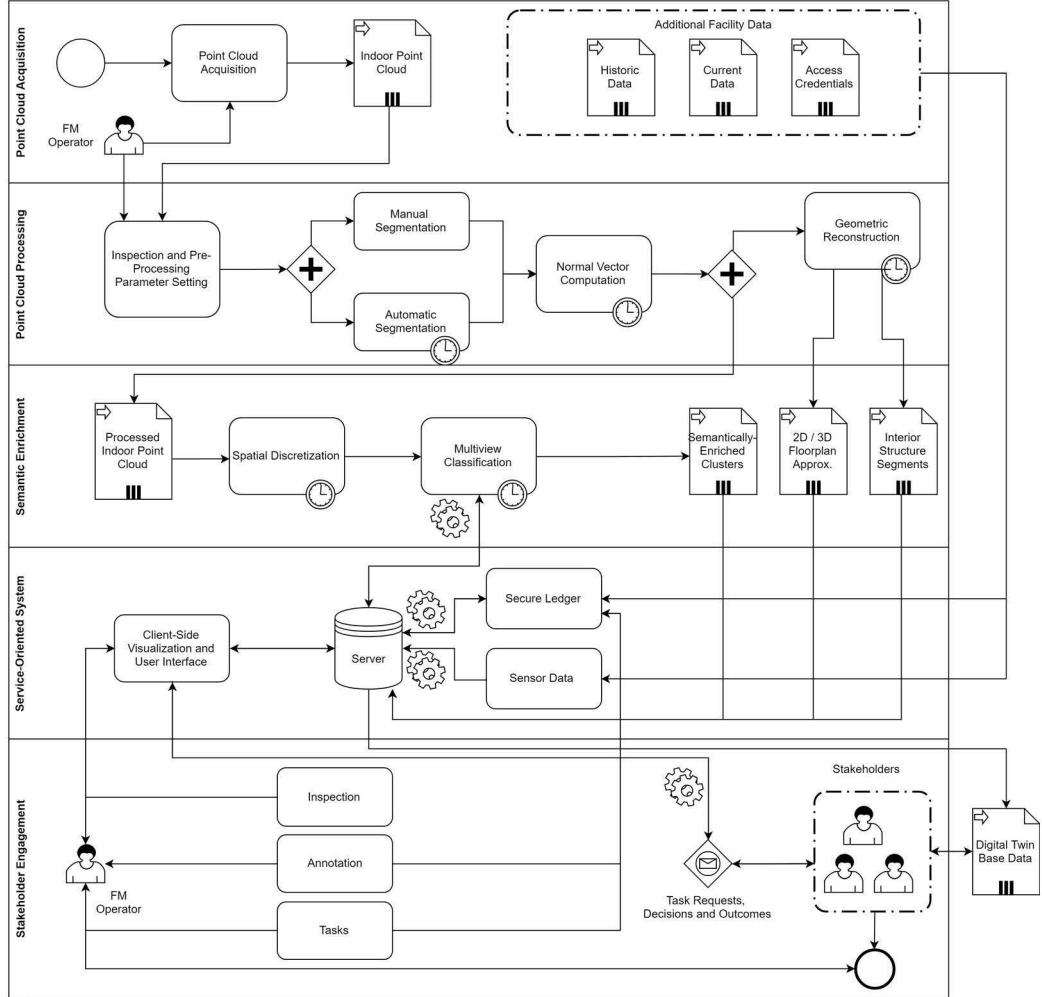 Point Cloud Acquisition
Point Cloud
Acquisition
Indoor Point
Cloud
Additional Facility Data
Historic
Data
Current
Data
Access
Credentials
FM
Operator
Point Cloud Processing
Inspection and Pre-
Processing
Parameter Setting
Manual
Segmentation
Automatic
Segmentation
Normal Vector
Computation
Geometric
Reconstruction
Semantic Enrichment
Processed
Indoor Point
Cloud
Spatial Discretization
Multiview
Classification
Semantically-
Enriched
Clusters
2D / 3D
Floorplan
Approx.
Interior
Structure
Segments
Service-Oriented System
Client-Side
Visualization and
User Interface
Server
Secure Ledger
Sensor Data
Stakeholder Engagement
Inspection
Annotation
Tasks
FM
Operator
Task Requests,
Decisions and Outcomes
Stakeholders
Digital Twin
Base Data